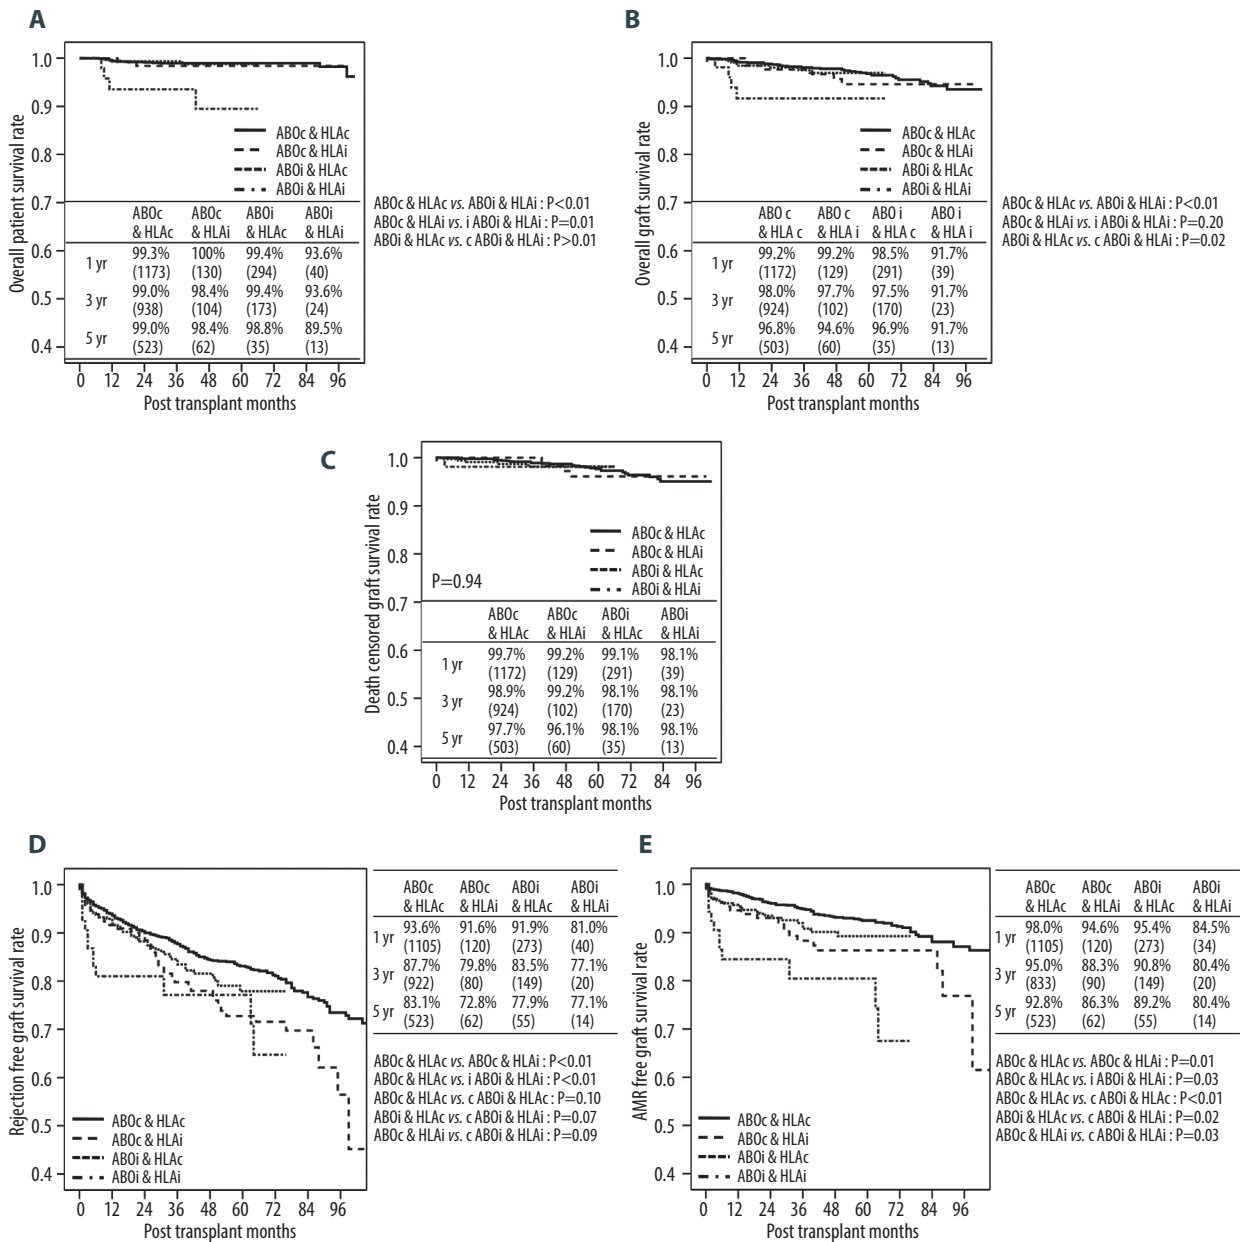 A
Overall patient survival rate
1.0
0.9
0.8
0.7
0.6
0.5
0.4
ABOc & HLAc
ABOc & HLAi
ABOi & HLAc
ABOi & HLAi
ABOc ABOc ABOi ABOi
& HLAc & HLAi & HLAc & HLAi
1 yr 99.3% 100% 99.4% 93.6%
(1173) (130) (294) (40)
3 yr 99.0% 98.4% 99.4% 93.6%
(938) (104) (173) (24)
5 yr 99.0% 98.4% 98.8% 89.5%
(523) (62) (35) (13)
0 12 24 36 48 60 72 84 96
Post transplant months
ABOc & HLAc vs. ABOi & HLAi : P<0.01
ABOc & HLAi vs. i ABOi & HLAi : P=0.01
ABOi & HLAc vs. c ABOi & HLAi : P>0.01
B
Overall graft survival rate
1.0
0.9
0.8
0.7
0.6
0.5
0.4
ABOc & HLAc
ABOc & HLAi
ABOi & HLAc
ABOi & HLAi
ABO c ABO c ABO i ABO i
& HLA c & HLA i & HLA c & HLA i
1 yr 99.2% 99.2% 98.5% 91.7%
(1172) (129) (291) (39)
3 yr 98.0% 97.7% 97.5% 91.7%
(924) (102) (170) (23)
5 yr 96.8% 94.6% 96.9% 91.7%
(503) (60) (35) (13)
0 12 24 36 48 60 72 84 96
Post transplant months
ABOc & HLAc vs. ABOi & HLAi : P<0.01
ABOc & HLAi vs. i ABOi & HLAi : P=0.20
ABOi & HLAc vs. c ABOi & HLAi : P=0.02
C
Death censored graft survival rate
1.0
0.9
0.8
0.7
0.6
0.5
0.4
ABOc & HLAc
ABOc & HLAi
ABOi & HLAc
ABOi & HLAi
P=0.94
ABOc ABOc ABOi ABOi
& HLAc & HLAi & HLAc & HLAi
1 yr 99.7% 99.2% 99.1% 98.1%
(1172) (129) (291) (39)
3 yr 98.9% 99.2% 98.1% 98.1%
(924) (102) (170) (23)
5 yr 97.7% 96.1% 98.1% 98.1%
(503) (60) (35) (13)
0 12 24 36 48 60 72 84 96
Post transplant months
D
Rejection free graft survival rate
1.0
0.9
0.8
0.7
0.6
0.5
0.4
ABOc & HLAc
ABOc & HLAi
ABOi & HLAc
ABOi & HLAi
0 12 24 36 48 60 72 84 96
Post transplant months
ABOc ABOc ABOi ABOi
& HLAc & HLAi & HLAc & HLAi
1 yr 93.6% 91.6% 91.9% 81.0%
(1105) (120) (273) (40)
3 yr 87.7% 79.8% 83.5% 77.1%
(922) (80) (149) (20)
5 yr 83.1% 72.8% 77.9% 77.1%
(523) (62) (55) (14)
ABOc & HLAc vs. ABOc & HLAi : P<0.01
ABOc & HLAc vs. i ABOi & HLAi : P<0.01
ABOc & HLAc vs. c ABOi & HLAc : P=0.10
ABOi & HLAc vs. c ABOi & HLAi : P=0.07
ABOc & HLAi vs. c ABOi & HLAi : P=0.09
E
AMR free graft survival rate
1.0
0.9
0.8
0.7
0.6
0.5
0.4
ABOc & HLAc
ABOc & HLAi
ABOi & HLAc
ABOi & HLAi
0 12 24 36 48 60 72 84 96
Post transplant months
ABOc ABOc ABOi ABOi
& HLAc & HLAi & HLAc & HLAi
1 yr 98.0% 94.6% 95.4% 84.5%
(1105) (120) (273) (34)
3 yr 95.0% 88.3% 90.8% 80.4%
(833) (90) (149) (20)
5 yr 92.8% 86.3% 89.2% 80.4%
(523) (62) (55) (14)
ABOc & HLAc vs. ABOc & HLAi : P=0.01
ABOc & HLAc vs. i ABOi & HLAi : P=0.03
ABOc & HLAc vs. c ABOi & HLAc : P<0.01
ABOi & HLAc vs. c ABOi & HLAi : P=0.02
ABOc & HLAi vs. c ABOi & HLAi : P=0.03